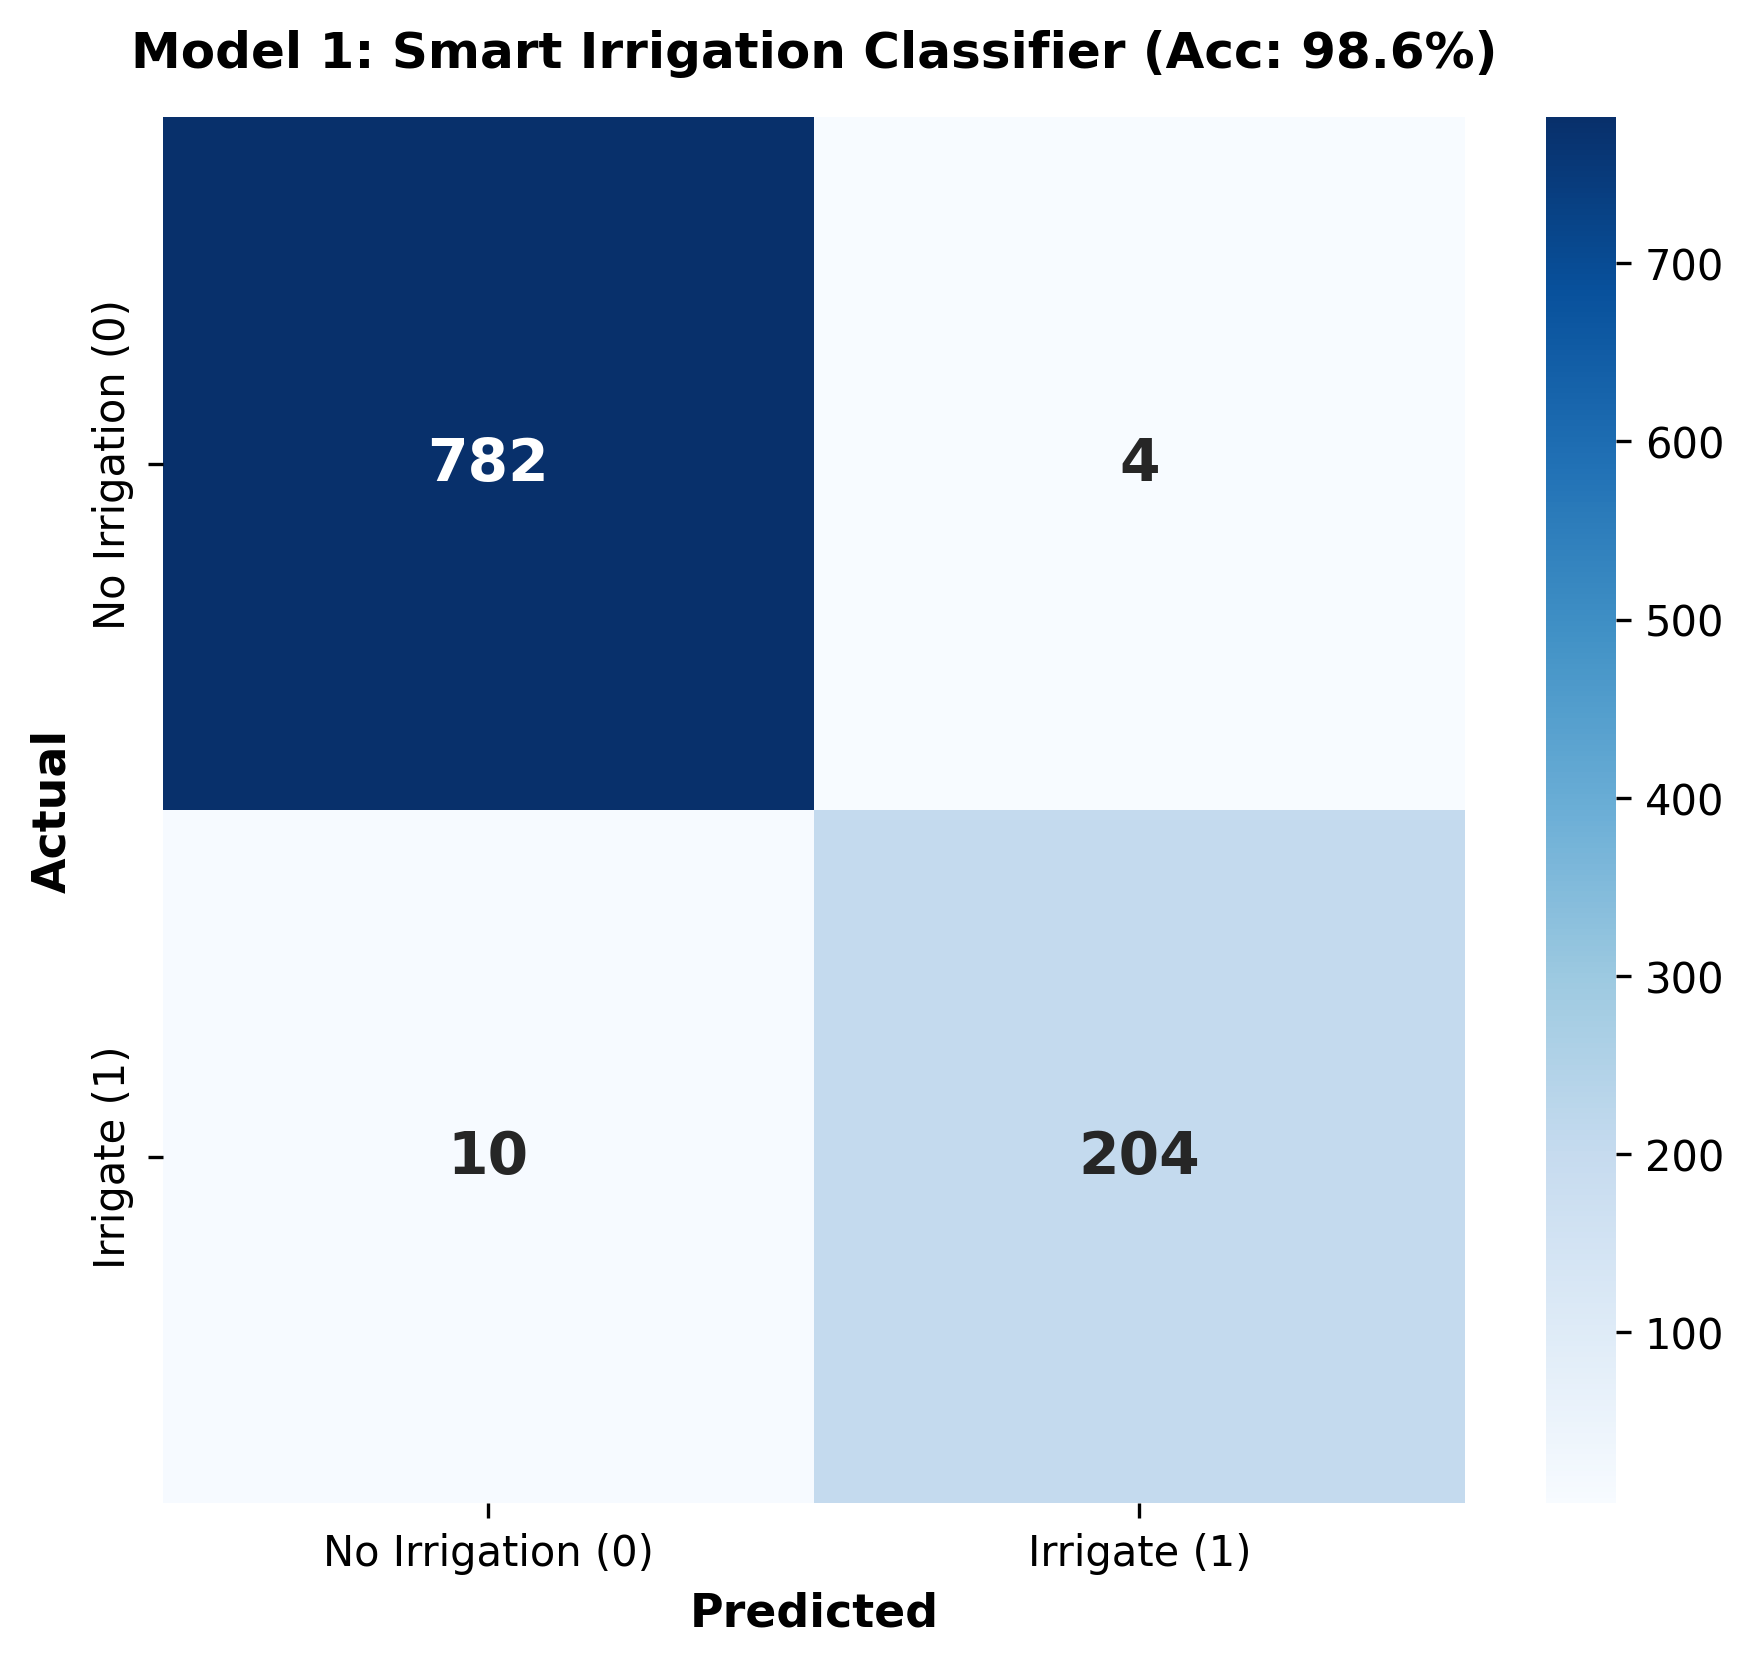 Model 1: Smart Irrigation Classifier (Acc: 98.6%)
Actual
No Irrigation (0)
782
4
Irrigate (1)
10
204
No Irrigation (0)
Irrigate (1)
Predicted
700
600
500
400
300
200
100